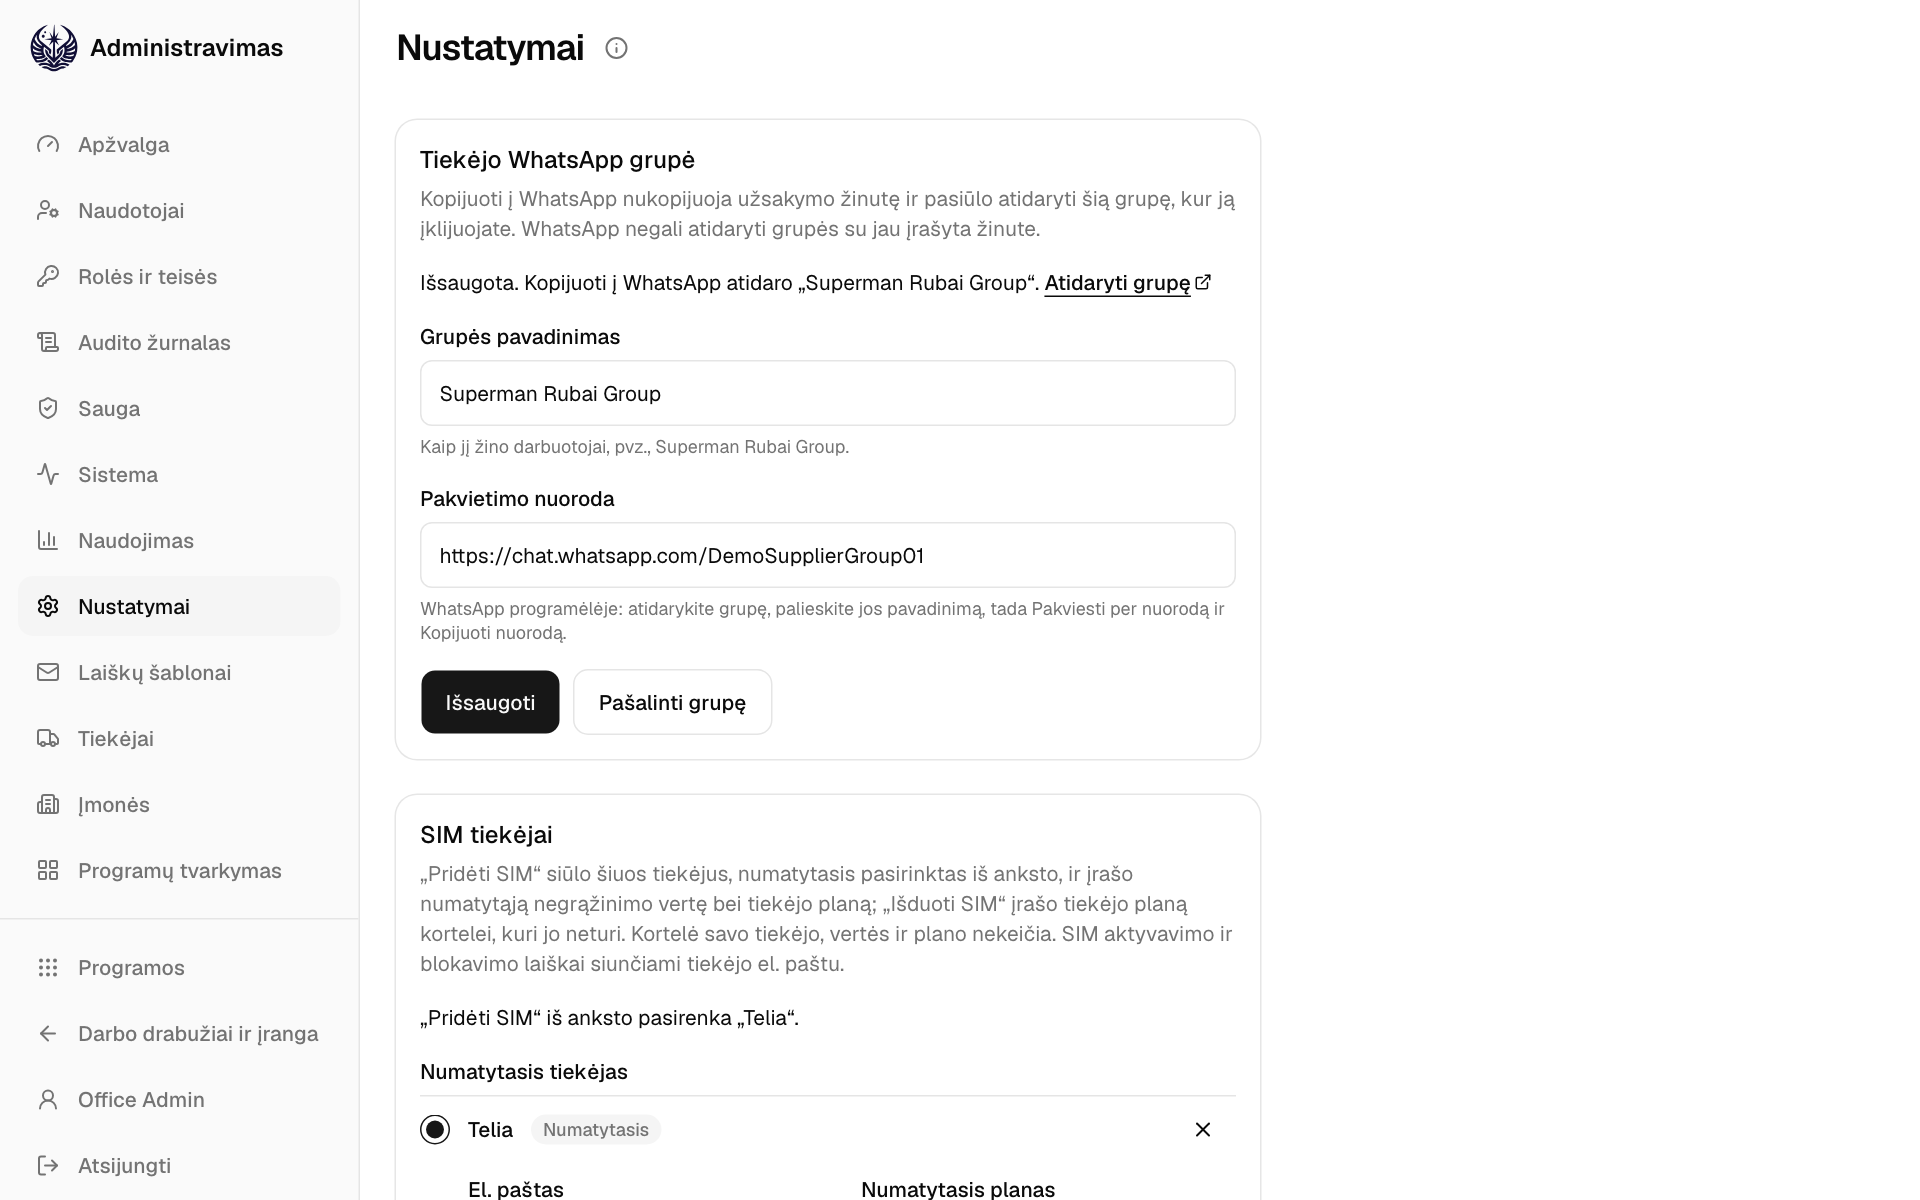 Administravimas
Apžvalga
Naudotojai
Rolės ir teisės
Audito žurnalas
Sauga
Sistema
Naudojimas
Nustatymai
Laiškų šablonai
Tiekėjai
Įmonės
Programų tvarkymas
Programos
Darbo drabužiai ir įranga
Office Admin
Atsijungti
Nustatymai
Tiekėjo WhatsApp grupė
Kopijuoti į WhatsApp nukopijuoja užsakymo žinutę ir pasiūlo atidaryti šią grupę, kur ją
įklijuojate. WhatsApp negali atidaryti grupės su jau įrašyta žinute.
Išsaugota. Kopijuoti į WhatsApp atidaro „Superman Rubai Group“. Atidaryti grupę
Grupės pavadinimas
Superman Rubai Group
Kaip jį žino darbuotojai, pvz., Superman Rubai Group.
Pakvietimo nuoroda
https://chat.whatsapp.com/DemoSupplierGroup01
WhatsApp programėlėje: atidarykite grupę, palieskite jos pavadinimą, tada Pakviesti per nuorodą ir
Kopijuoti nuorodą.
Išsaugoti
Pašalinti grupę
SIM tiekėjai
„Pridėti SIM“ siūlo šiuos tiekėjus, numatytasis pasirinktas iš anksto, ir įrašo
numatytąją negrąžinimo vertę bei tiekėjo planą; „Išduoti SIM“ įrašo tiekėjo planą
kortelei, kuri jo neturi. Kortelė savo tiekėjo, vertės ir plano nekeičia. SIM aktyvavimo ir
blokavimo laiškai siunčiami tiekėjo el. paštu.
„Pridėti SIM“ iš anksto pasirenka „Telia“.
Numatytasis tiekėjas
Telia Numatytasis
El. paštas Numatytasis planas